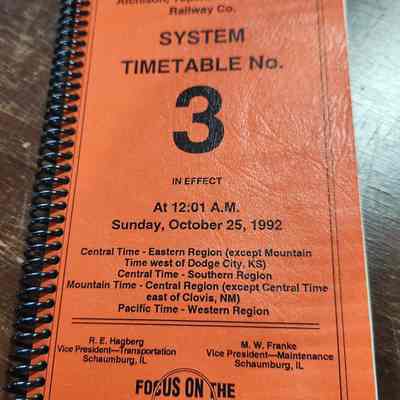 Atchison,
Railway Co.
SYSTEM
TIMETABLE No.
3
IN EFFECT
At 12:01 A.M.
Sunday, October 25, 1992
Central Time - Eastern Region (except Mountain
Time west of Dodge City, KS)
Central Time - Southern Region
Mountain Time - Central Region (except Central Time
east of Clovis, NM)
Pacific Time - Western Region
R. E. Hagberg
Vice President—Transportation
Schaumburg, IL
M. W. Franke
Vice President—Maintenance
Schaumburg, IL
FOCUS ON THE